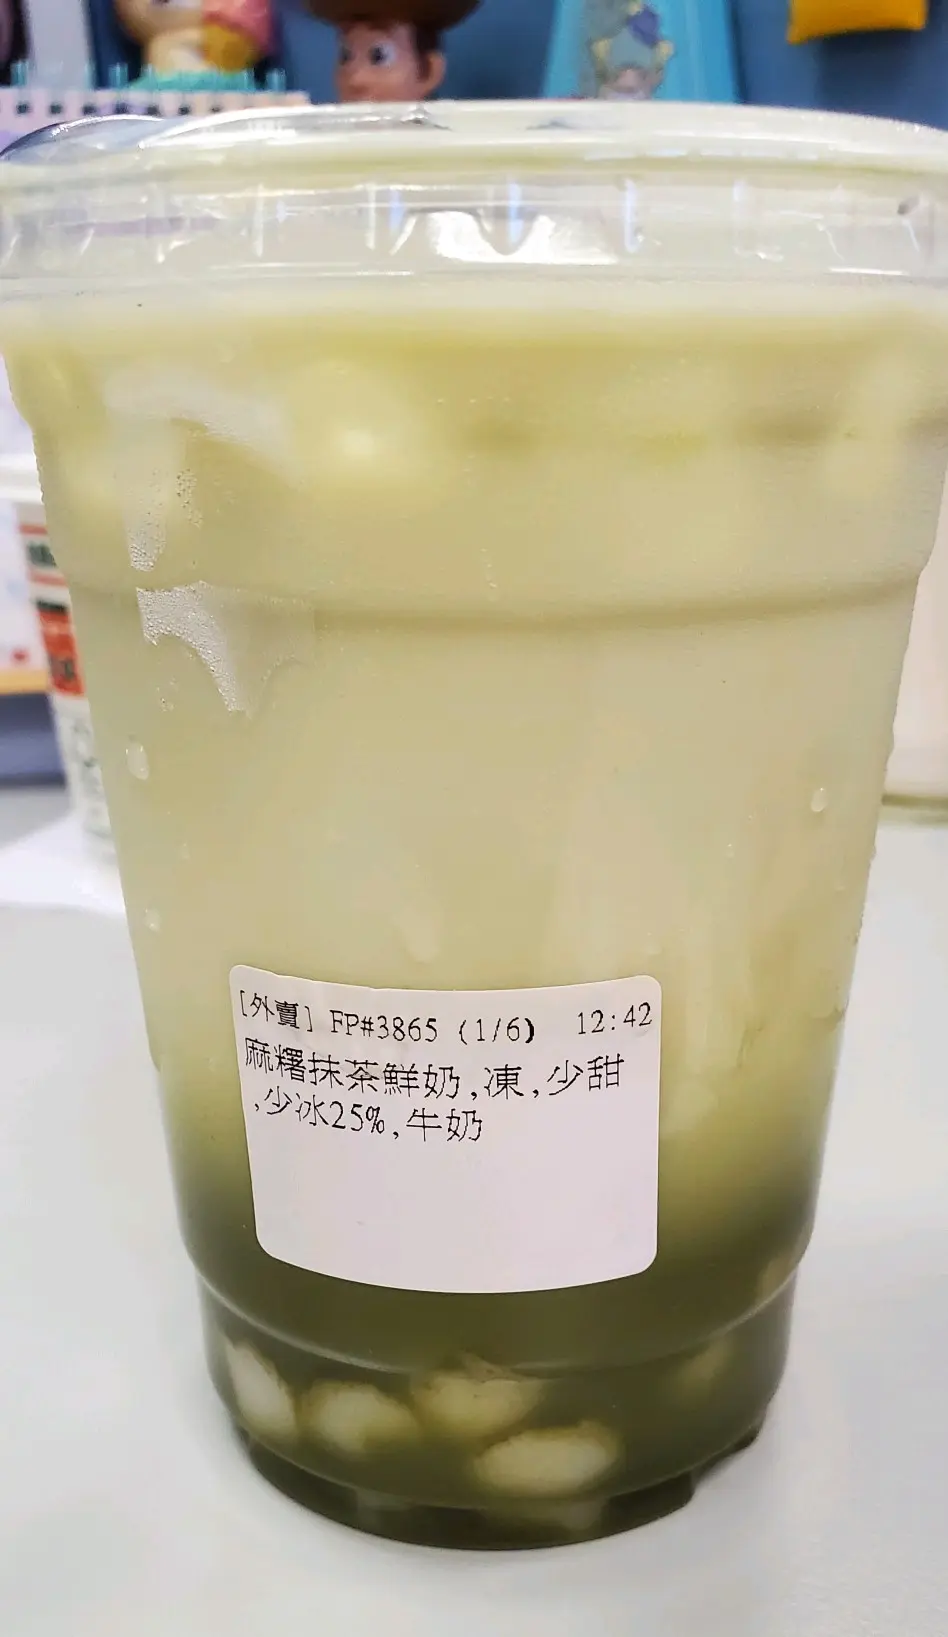 [外賣] FP#3865 (1/6) 12:42
麻糬抹茶鮮奶,凍,少甜
,少冰25%,牛奶